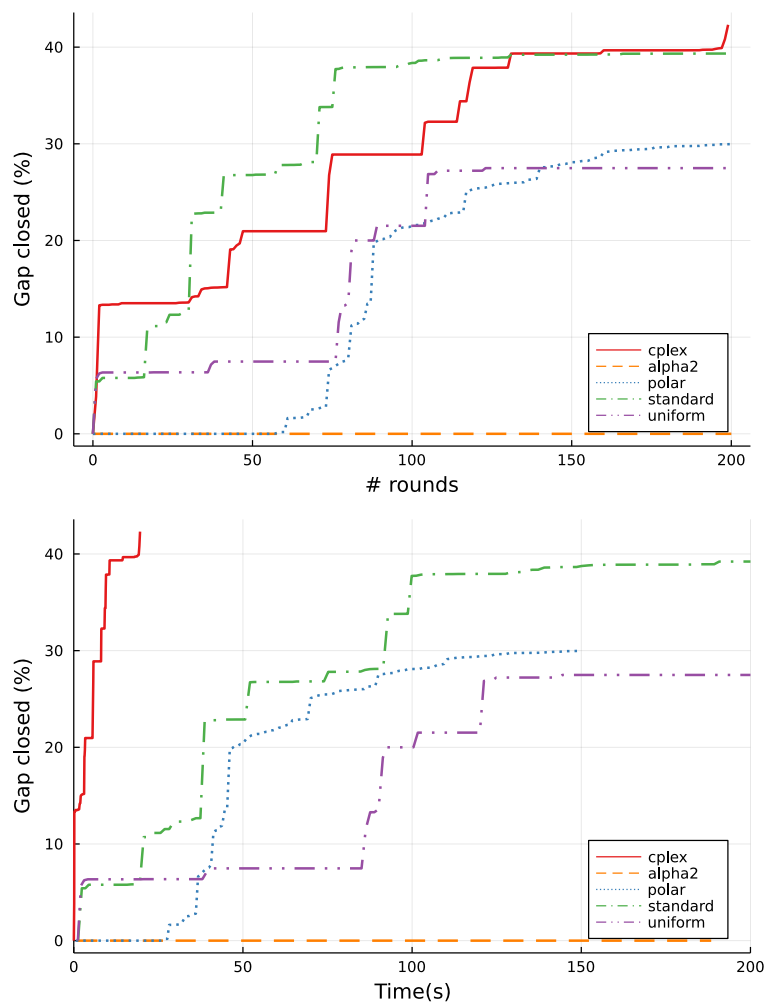 Gap closed (%)
40
30
20
10
0
0
50
100
150
200
# rounds
cplex
alpha2
polar
standard
uniform
Gap closed (%)
40
30
20
10
0
0
50
100
150
200
Time(s)
cplex
alpha2
polar
standard
uniform